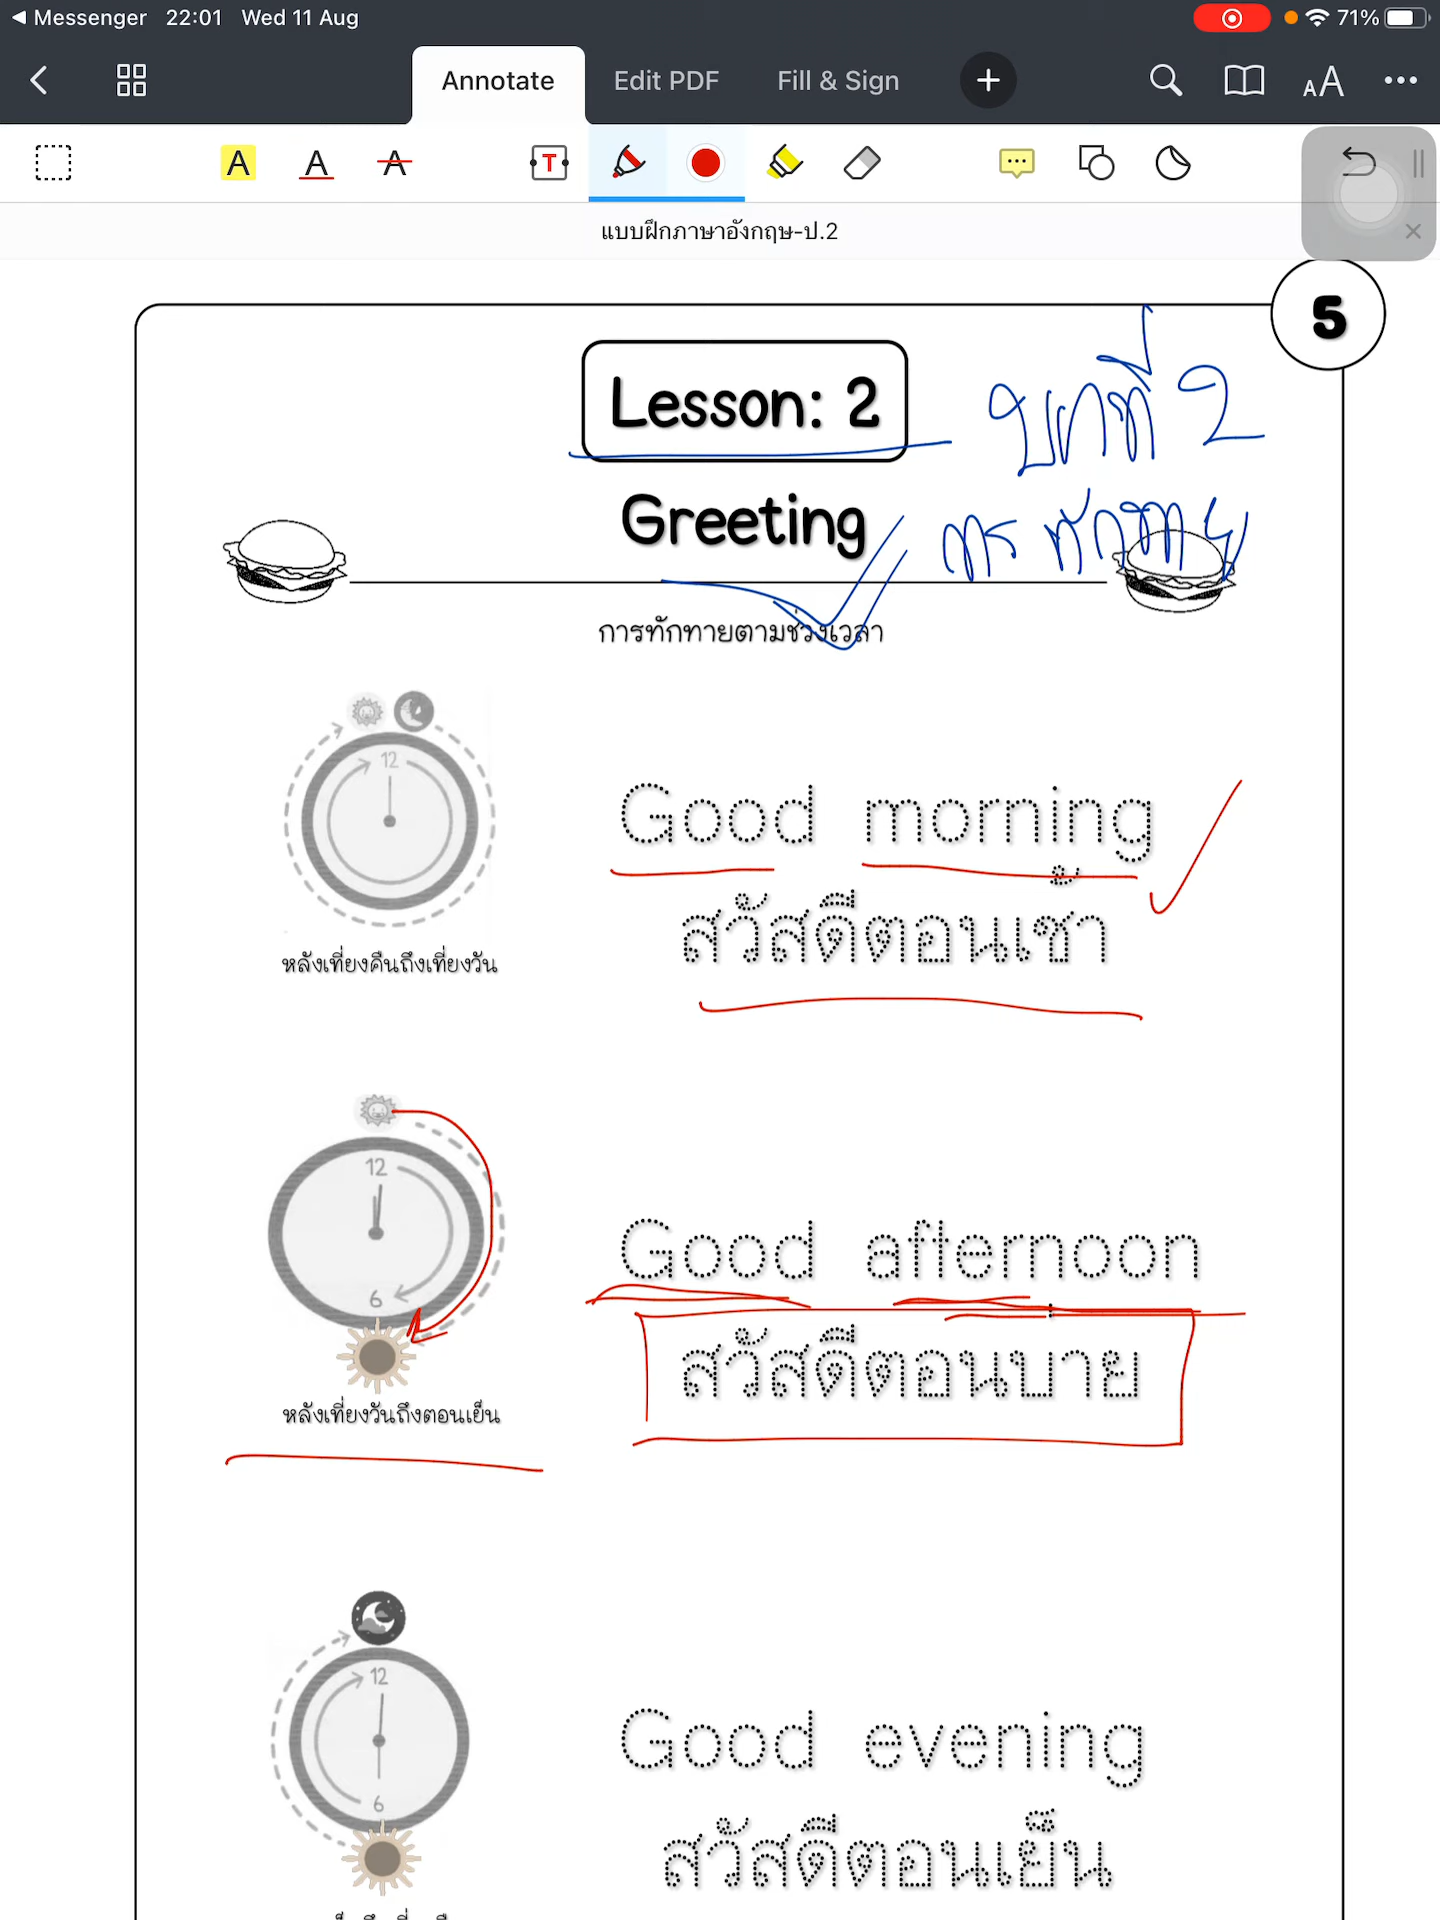 Messenger 22:01 Wed 11 Aug 71%
Annotate Edit PDF Fill & Sign
แบบฝึกภาษาอังกฤษ-ป.2
5
Lesson: 2 บทที่ 2
Greeting การ ทักทาย
การทักทายตามช่วงเวลา
12
Good morning
สวัสดีตอนเช้า
หลังเที่ยงคืนถึงเที่ยงวัน
12
6
Good afternoon
สวัสดีตอนบ่าย
หลังเที่ยงวันถึงตอนเย็น
12
6
Good evening
สวัสดีตอนเย็น